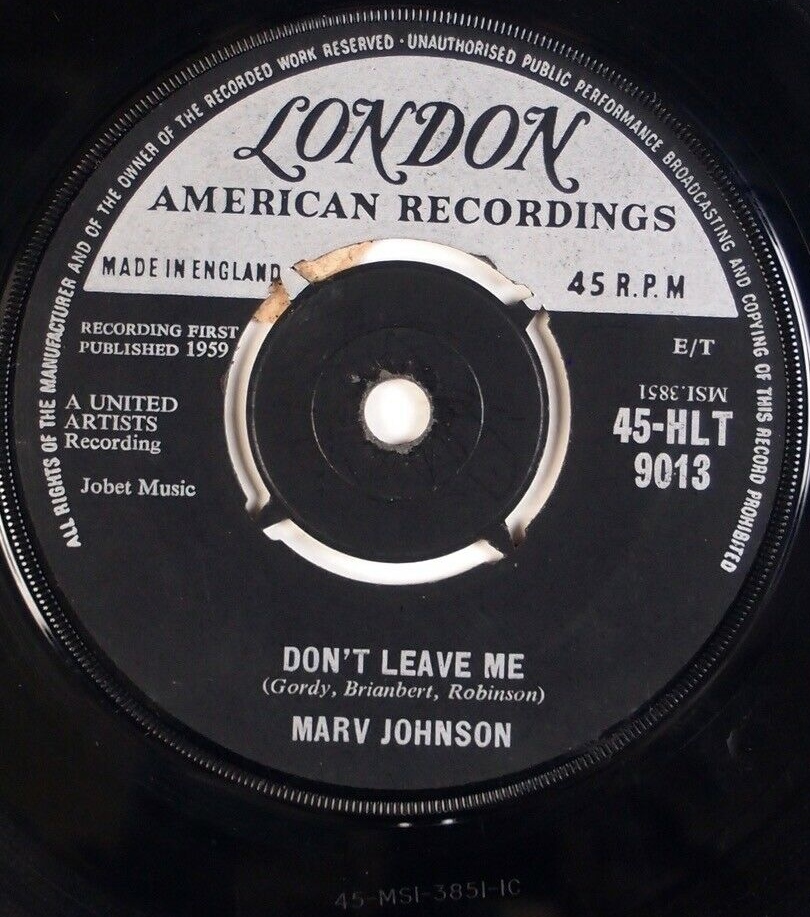 ALL RIGHTS OF THE MANUFACTURER AND OF THE OWNER OF THE RECORDED WORK RESERVED · UNAUTHORISED PUBLIC PERFORMANCE BROADCASTING AND COPYING OF THIS RECORD PROHIBITED
LONDON
AMERICAN RECORDINGS
MADE IN ENGLAND
45 R.P.M
RECORDING FIRST
PUBLISHED 1959
E/T
MSI.3851
A UNITED
ARTISTS
Recording
45-HLT
9013
Jobet Music
DON'T LEAVE ME
(Gordy, Brianbert, Robinson)
MARV JOHNSON
45-MSI-3851-1C